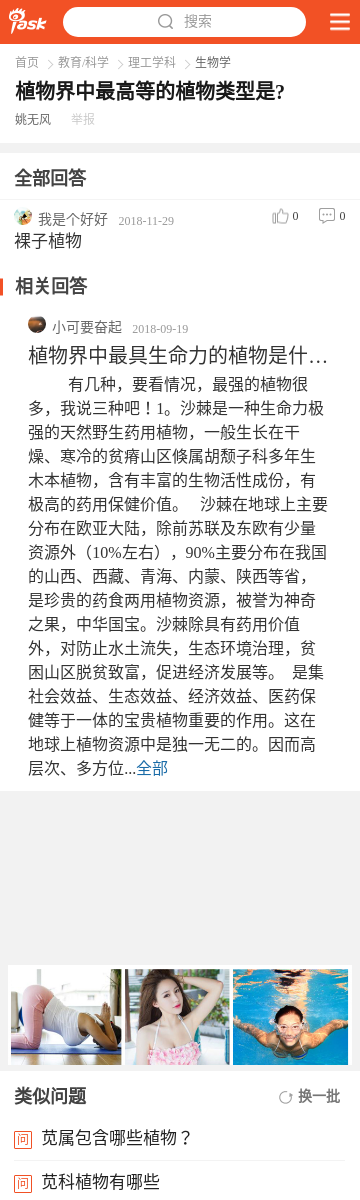 iask
搜索
首页 > 教育/科学 > 理工学科 > 生物学
植物界中最高等的植物类型是?
姚无风 举报
全部回答
我是个好好 2018-11-29 0 0
裸子植物
相关回答
小可要奋起 2018-09-19
植物界中最具生命力的植物是什…
有几种，要看情况，最强的植物很
多，我说三种吧！1。沙棘是一种生命力极
强的天然野生药用植物，一般生长在干
燥、寒冷的贫瘠山区倏属胡颓子科多年生
木本植物，含有丰富的生物活性成份，有
极高的药用保健价值。 沙棘在地球上主要
分布在欧亚大陆，除前苏联及东欧有少量
资源外（10%左右），90%主要分布在我国
的山西、西藏、青海、内蒙、陕西等省，
是珍贵的药食两用植物资源，被誉为神奇
之果，中华国宝。沙棘除具有药用价值
外，对防止水土流失，生态环境治理，贫
困山区脱贫致富，促进经济发展等。 是集
社会效益、生态效益、经济效益、医药保
健等于一体的宝贵植物重要的作用。这在
地球上植物资源中是独一无二的。因而高
层次、多方位...全部
类似问题 换一批
问 苋属包含哪些植物？
问 苋科植物有哪些